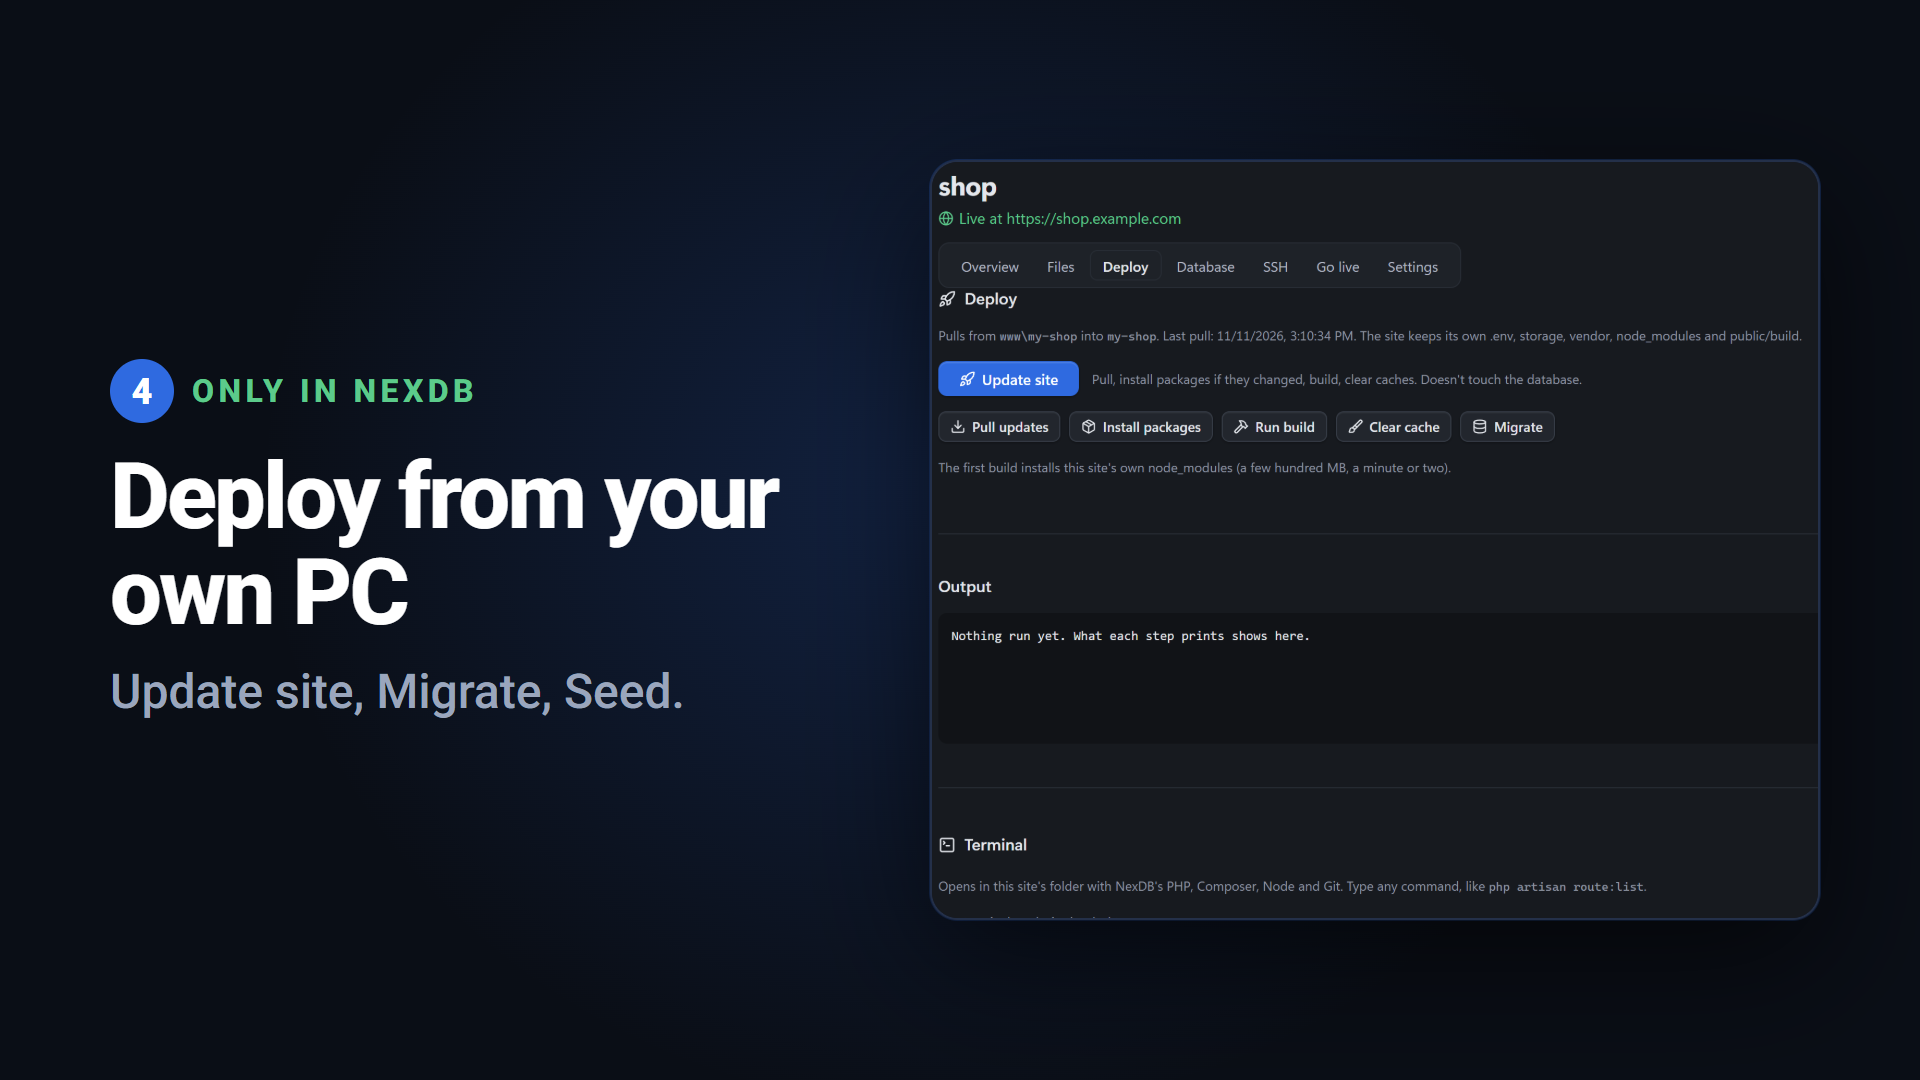 4 ONLY IN NEXDB
Deploy from your
own PC
Update site, Migrate, Seed.
shop
Live at https://shop.example.com
Overview Files Deploy Database SSH Go live Settings
Deploy
Pulls from www\my-shop into my-shop. Last pull: 11/11/2026, 3:10:34 PM. The site keeps its own .env, storage, vendor, node_modules and public/build.
Update site Pull, install packages if they changed, build, clear caches. Doesn't touch the database.
Pull updates Install packages Run build Clear cache Migrate
The first build installs this site's own node_modules (a few hundred MB, a minute or two).
Output
Nothing run yet. What each step prints shows here.
Terminal
Opens in this site's folder with NexDB's PHP, Composer, Node and Git. Type any command, like php artisan route:list.